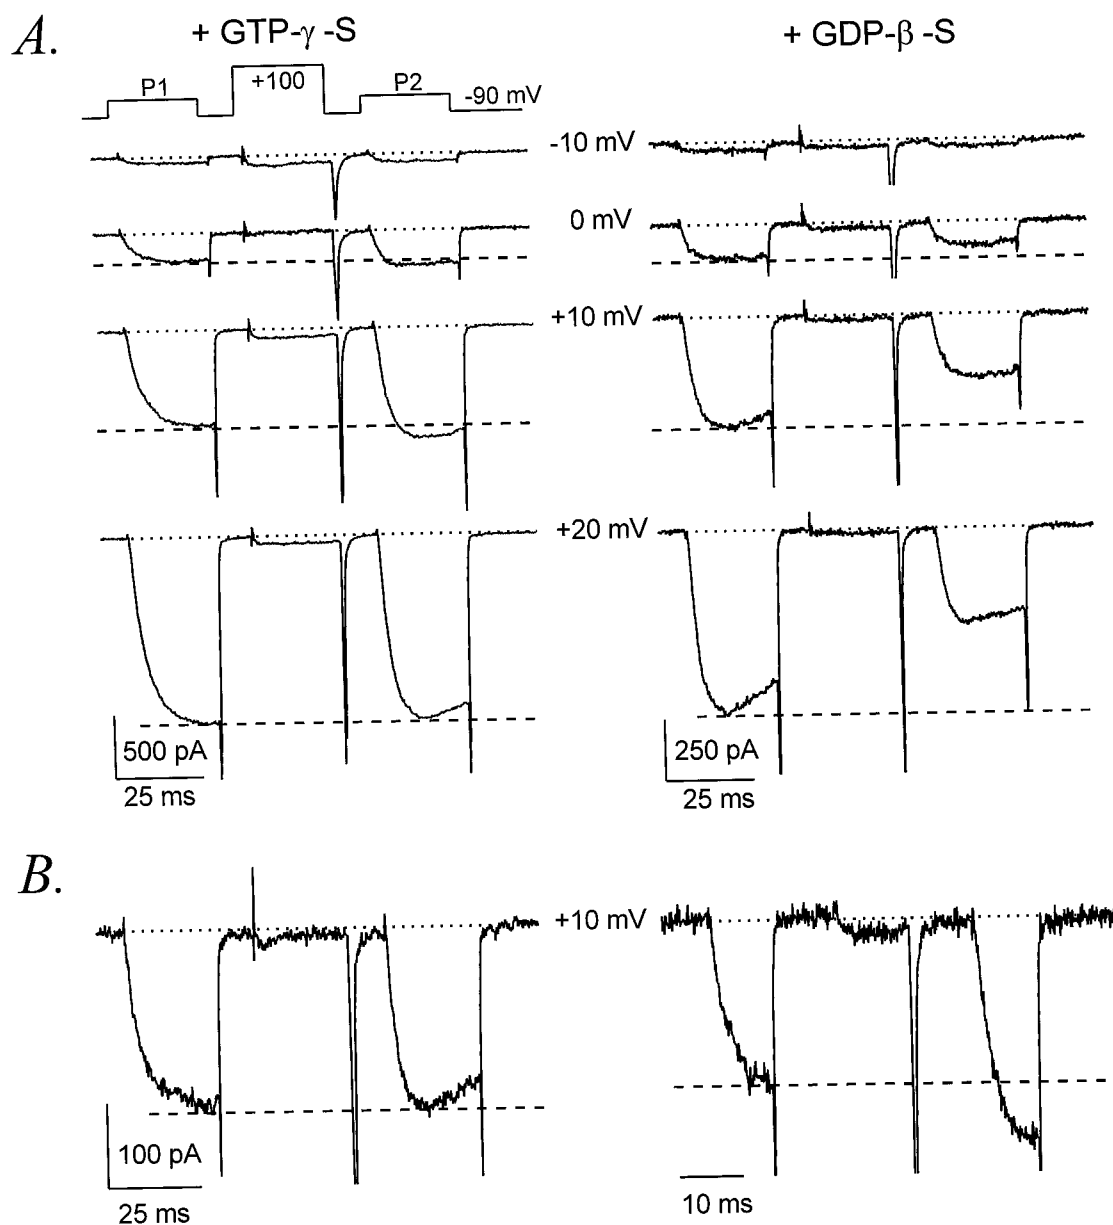 A.
+ GTP-γ -S
+ GDP-β -S
P1
+100
P2
-90 mV
-10 mV
0 mV
+10 mV
+20 mV
500 pA
25 ms
250 pA
25 ms
B.
+10 mV
100 pA
25 ms
10 ms